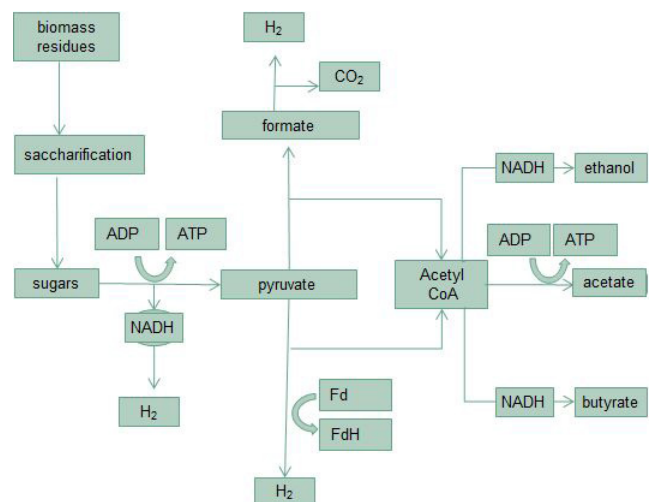 biomass
residues
H₂
CO₂
formate
saccharification
NADH
ethanol
ADP
ATP
ADP
ATP
sugars
pyruvate
Acetyl
CoA
acetate
NADH
Fd
NADH
butyrate
H₂
FdH
H₂